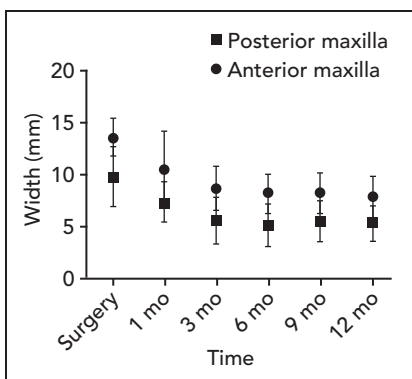 Posterior maxilla
Anterior maxilla
20
15
10
5
0
Width (mm)
Surgery
1 mo
3 mo
6 mo
9 mo
12 mo
Time